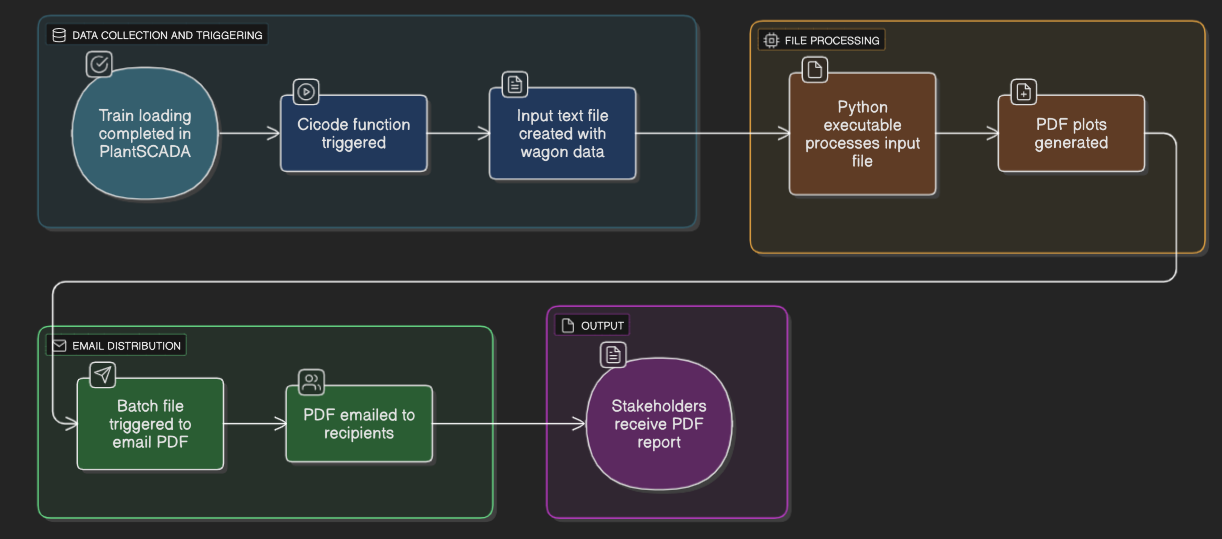 DATA COLLECTION AND TRIGGERING
Train loading
completed in
PlantSCADA
Cicode function
triggered
Input text file
created with
wagon data
FILE PROCESSING
Python
executable
processes input
file
PDF plots
generated
EMAIL DISTRIBUTION
Batch file
triggered to
email PDF
PDF emailed to
recipients
OUTPUT
Stakeholders
receive PDF
report